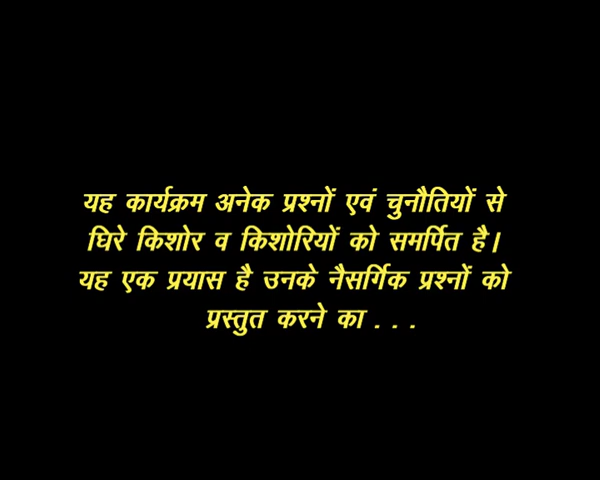 यह कार्यक्रम अनेक प्रश्नों एवं चुनौतियों से
घिरे किशोर व किशोरियों को समर्पित है।
यह एक प्रयास है उनके नैसर्गिक प्रश्नों को
प्रस्तुत करने का . . .